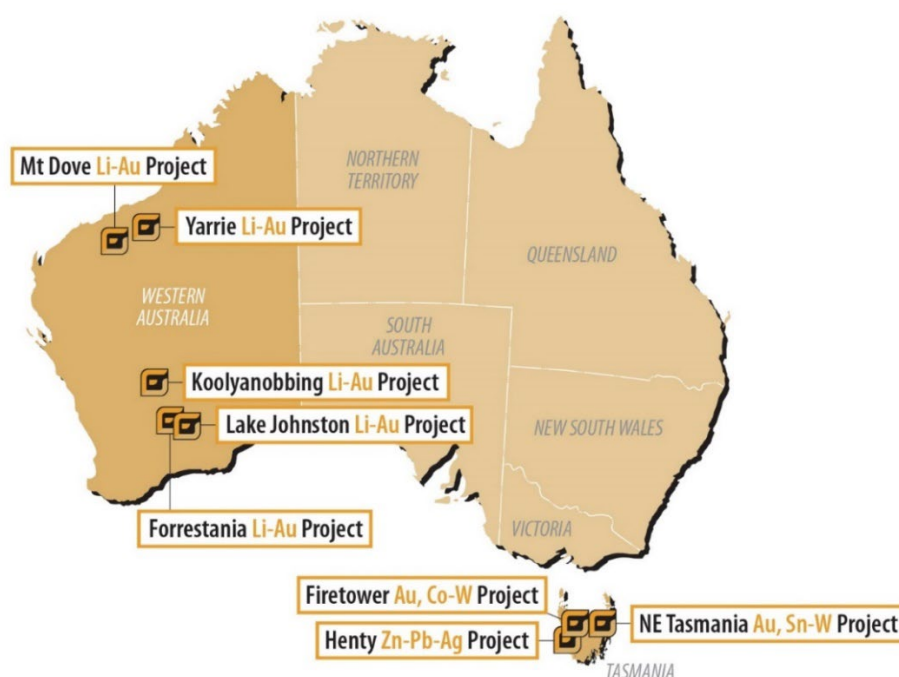 Mt Dove Li-Au Project
Yarrie Li-Au Project
NORTHERN
TERRITORY
QUEENSLAND
WESTERN
AUSTRALIA
SOUTH
AUSTRALIA
Koolyanobbing Li-Au Project
Lake Johnston Li-Au Project
NEW SOUTH WALES
Forrestania Li-Au Project
VICTORIA
Firetower Au, Co-W Project
NE Tasmania Au, Sn-W Project
Henty Zn-Pb-Ag Project
TASMANIA